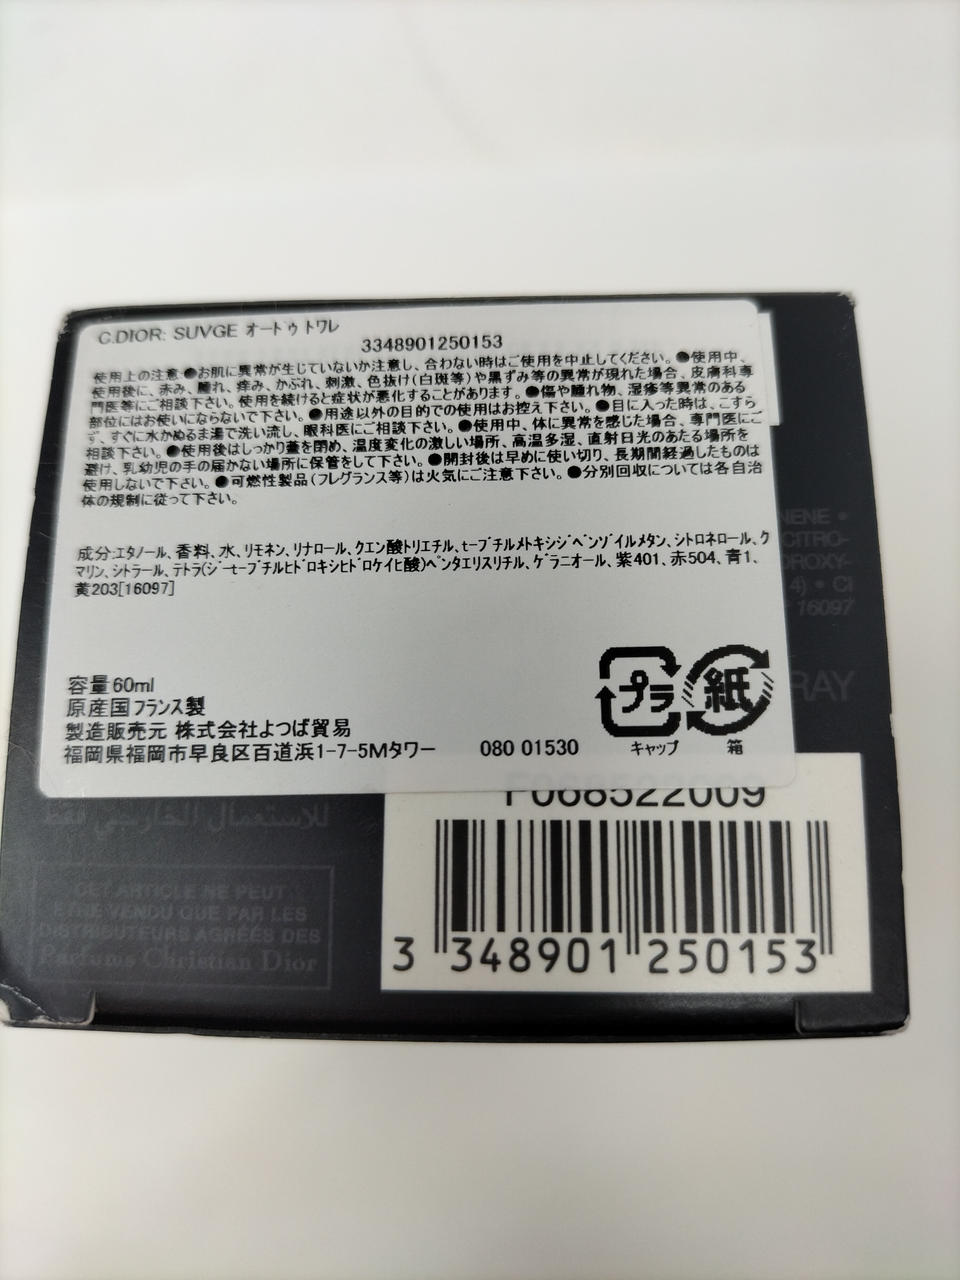 C.DIOR: SUVGE オードゥ トワレ
3348901250153
使用上の注意 ●お肌に異常が生じていないか注意し、合わない時はご使用を中止してください。●使用中、
使用後に、赤み、腫れ、痒み、かぶれ、刺激、色抜け(白斑等)や黒ずみ等の異常が現れた場合、皮膚科専
門医等にご相談下さい。使用を続けると症状が悪化することがあります。●傷や腫れ物、湿疹等異常のある
部位にはお使いにならないで下さい。●用途以外の目的での使用はお控え下さい。●目に入った時は、こすら
ず、すぐに水かぬるま湯で洗い流し、眼科医にご相談下さい。●使用中、体に異常を感じた場合、専門医にご
相談下さい。●使用後はしっかり蓋を閉め、温度変化の激しい場所、高温多湿、直射日光のあたる場所を
避け、乳幼児の手の届かない場所に保管をして下さい。●開封後は早めに使い切り、長期間経過したものは
使用しないで下さい。●可燃性製品(フレグランス等)は火気にご注意下さい。●分別回収については各自治
体の規制に従って下さい。
成分:エタノール、香料、水、リモネン、リナロール、クエン酸トリエチル、t-ブチルメトキシジベンゾイルメタン、シトロネロール、ク
マリン、シトラール、テトラ(ジ-t-ブチルヒドロキシヒドロケイヒ酸)ペンタエリスリチル、ゲラニオール、紫401、赤504、青1、
黄203[16097]
NENE •
CITRO-
DROXY-
4) • CI
16097
RAY
容量 60ml
原産国 フランス製
製造販売元 株式会社よつば貿易
福岡県福岡市早良区百道浜1-7-5Mタワー
080 01530
プラ
キャップ
紙
箱
F068522009
للاستعمال الخارجي فقط
CET ARTICLE NE PEUT
ETRE VENDU QUE PAR LES
DISTRIBUTEURS AGRÉÉS DES
Parfums Christian Dior
3 348901 250153